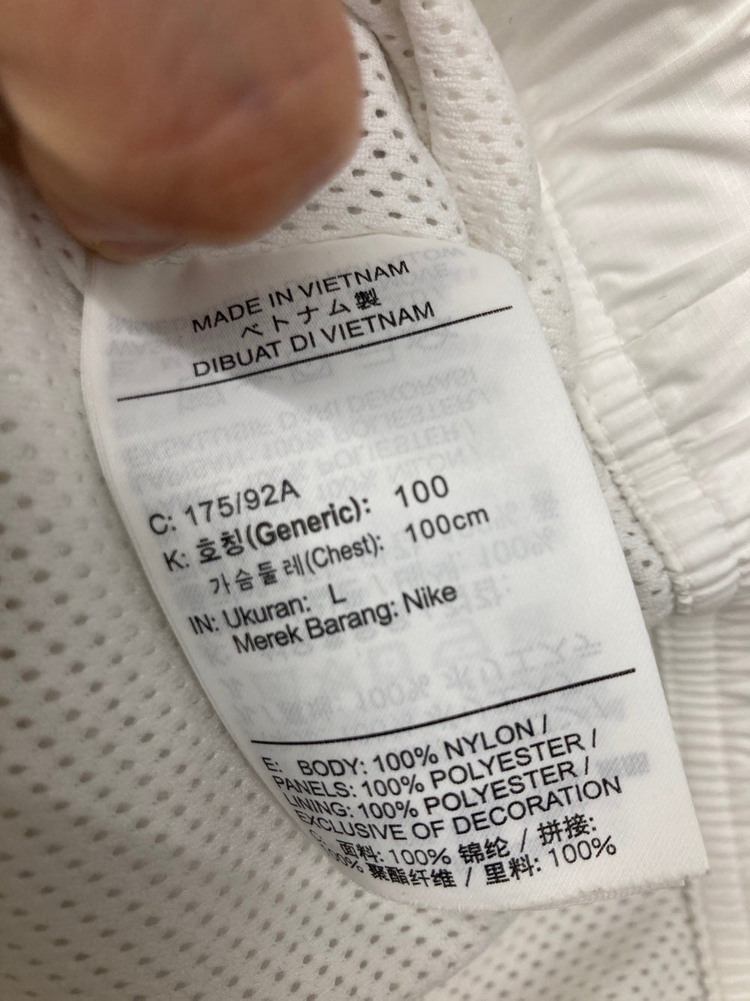 MADE IN VIETNAM
ベトナム製
DIBUAT DI VIETNAM
C: 175/92A
K: 호칭(Generic): 100
가슴둘레(Chest): 100cm
IN: Ukuran: L
Merek Barang: Nike
E: BODY: 100% NYLON /
PANELS: 100% POLYESTER /
LINING: 100% POLYESTER /
EXCLUSIVE OF DECORATION
C: 面料: 100% 锦纶 / 拼接:
100% 聚酯纤维 / 里料: 100%